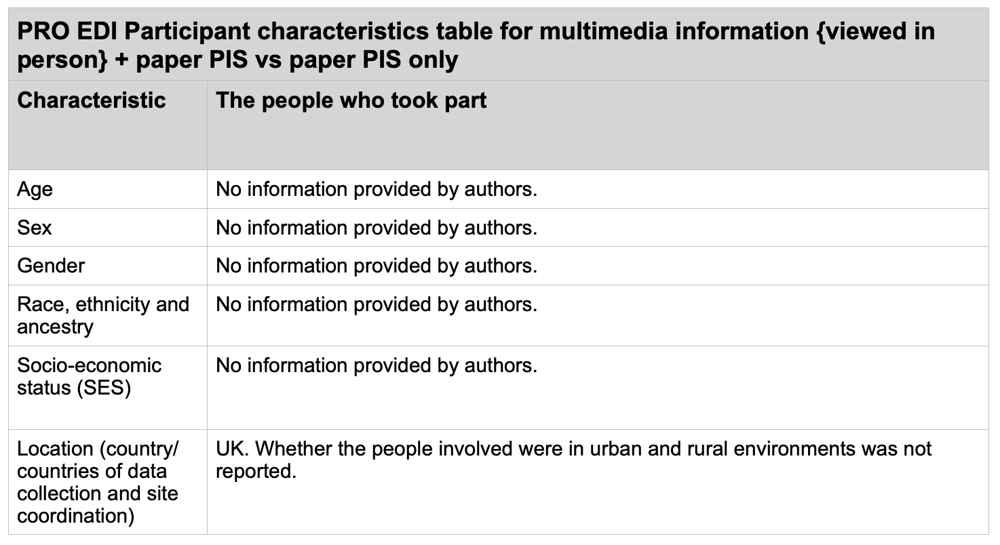 PRO EDI Participant characteristics table for multimedia information {viewed in
person} + paper PIS vs paper PIS only
Characteristic
The people who took part
Age
No information provided by authors.
Sex
No information provided by authors.
Gender
No information provided by authors.
Race, ethnicity and
ancestry
No information provided by authors.
Socio-economic
status (SES)
No information provided by authors.
Location (country/
countries of data
collection and site
coordination)
UK. Whether the people involved were in urban and rural environments was not
reported.